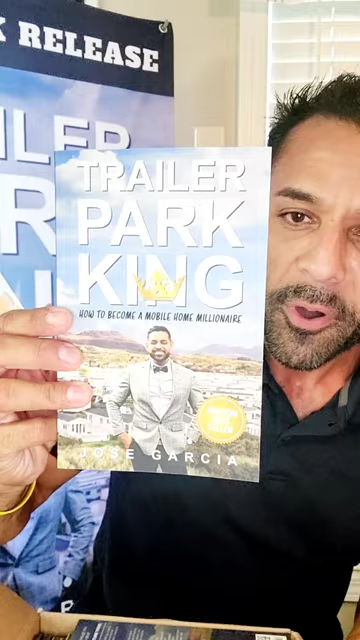 K RELEASE
TRAILER
PARK
KING
HOW TO BECOME A MOBILE HOME MILLIONAIRE
JOSE GARCIA